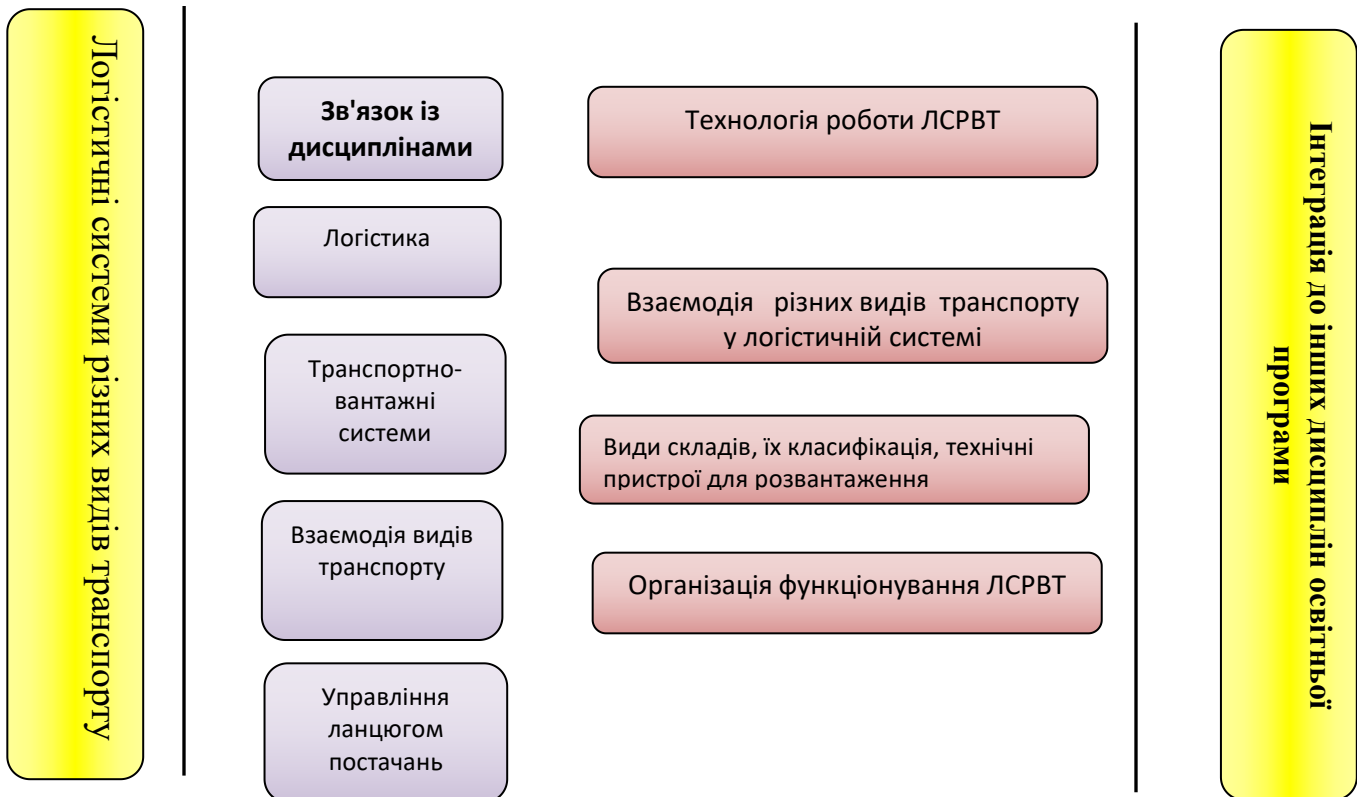 Логістичні системи різних видів транспорту
Зв'язок із
дисциплінами
Логістика
Транспортно-
вантажні
системи
Взаємодія видів
транспорту
Управління
ланцюгом
постачань
Технологія роботи ЛСРВТ
Взаємодія різних видів транспорту
у логістичній системі
Види складів, їх класифікація, технічні
пристрої для розвантаження
Організація функціонування ЛСРВТ
Інтеграція до інших дисциплін освітньої
програми